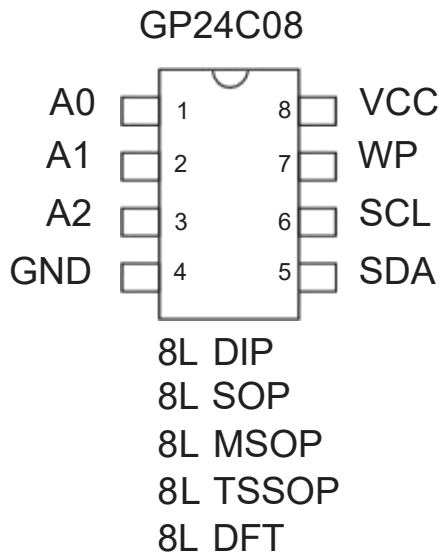 GP24C08
A0 1 8 VCC
A1 2 7 WP
A2 3 6 SCL
GND 4 5 SDA
8L DIP
8L SOP
8L MSOP
8L TSSOP
8L DFT